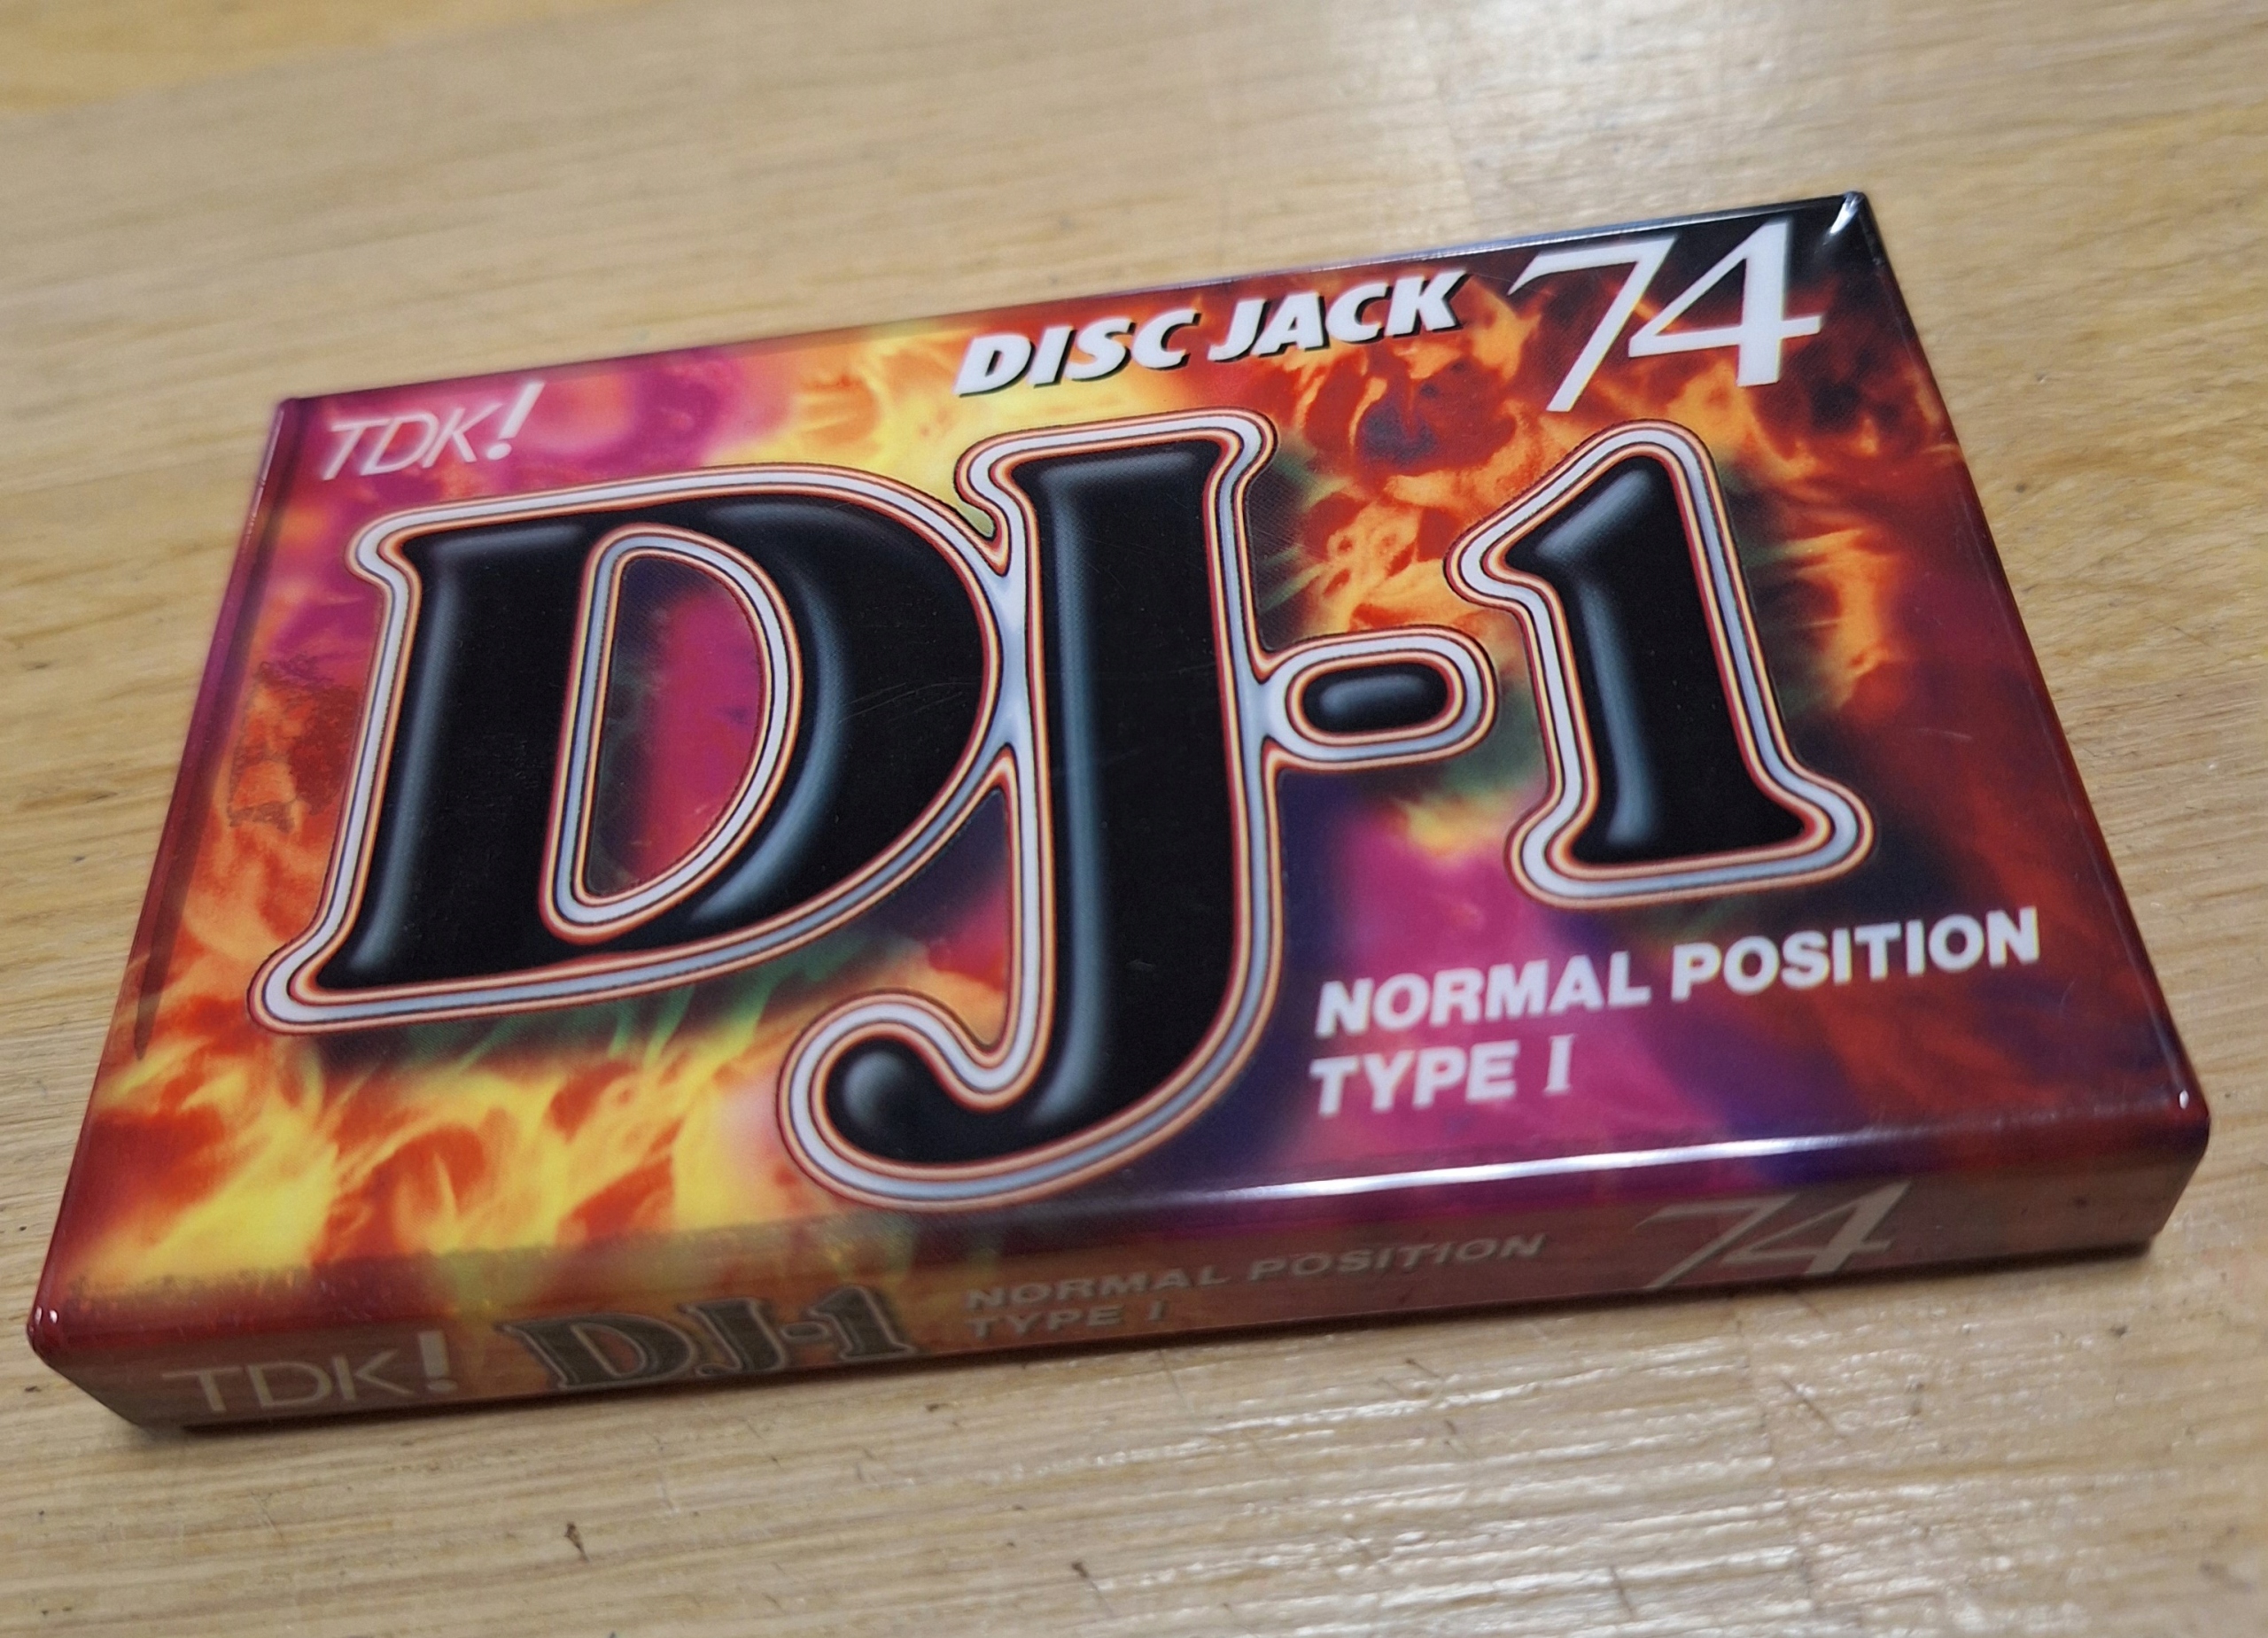 TDK!
DISC JACK 74
DJ-1
NORMAL POSITION
TYPE I
TDK! DJ-1 NORMAL POSITION 74
TYPE I